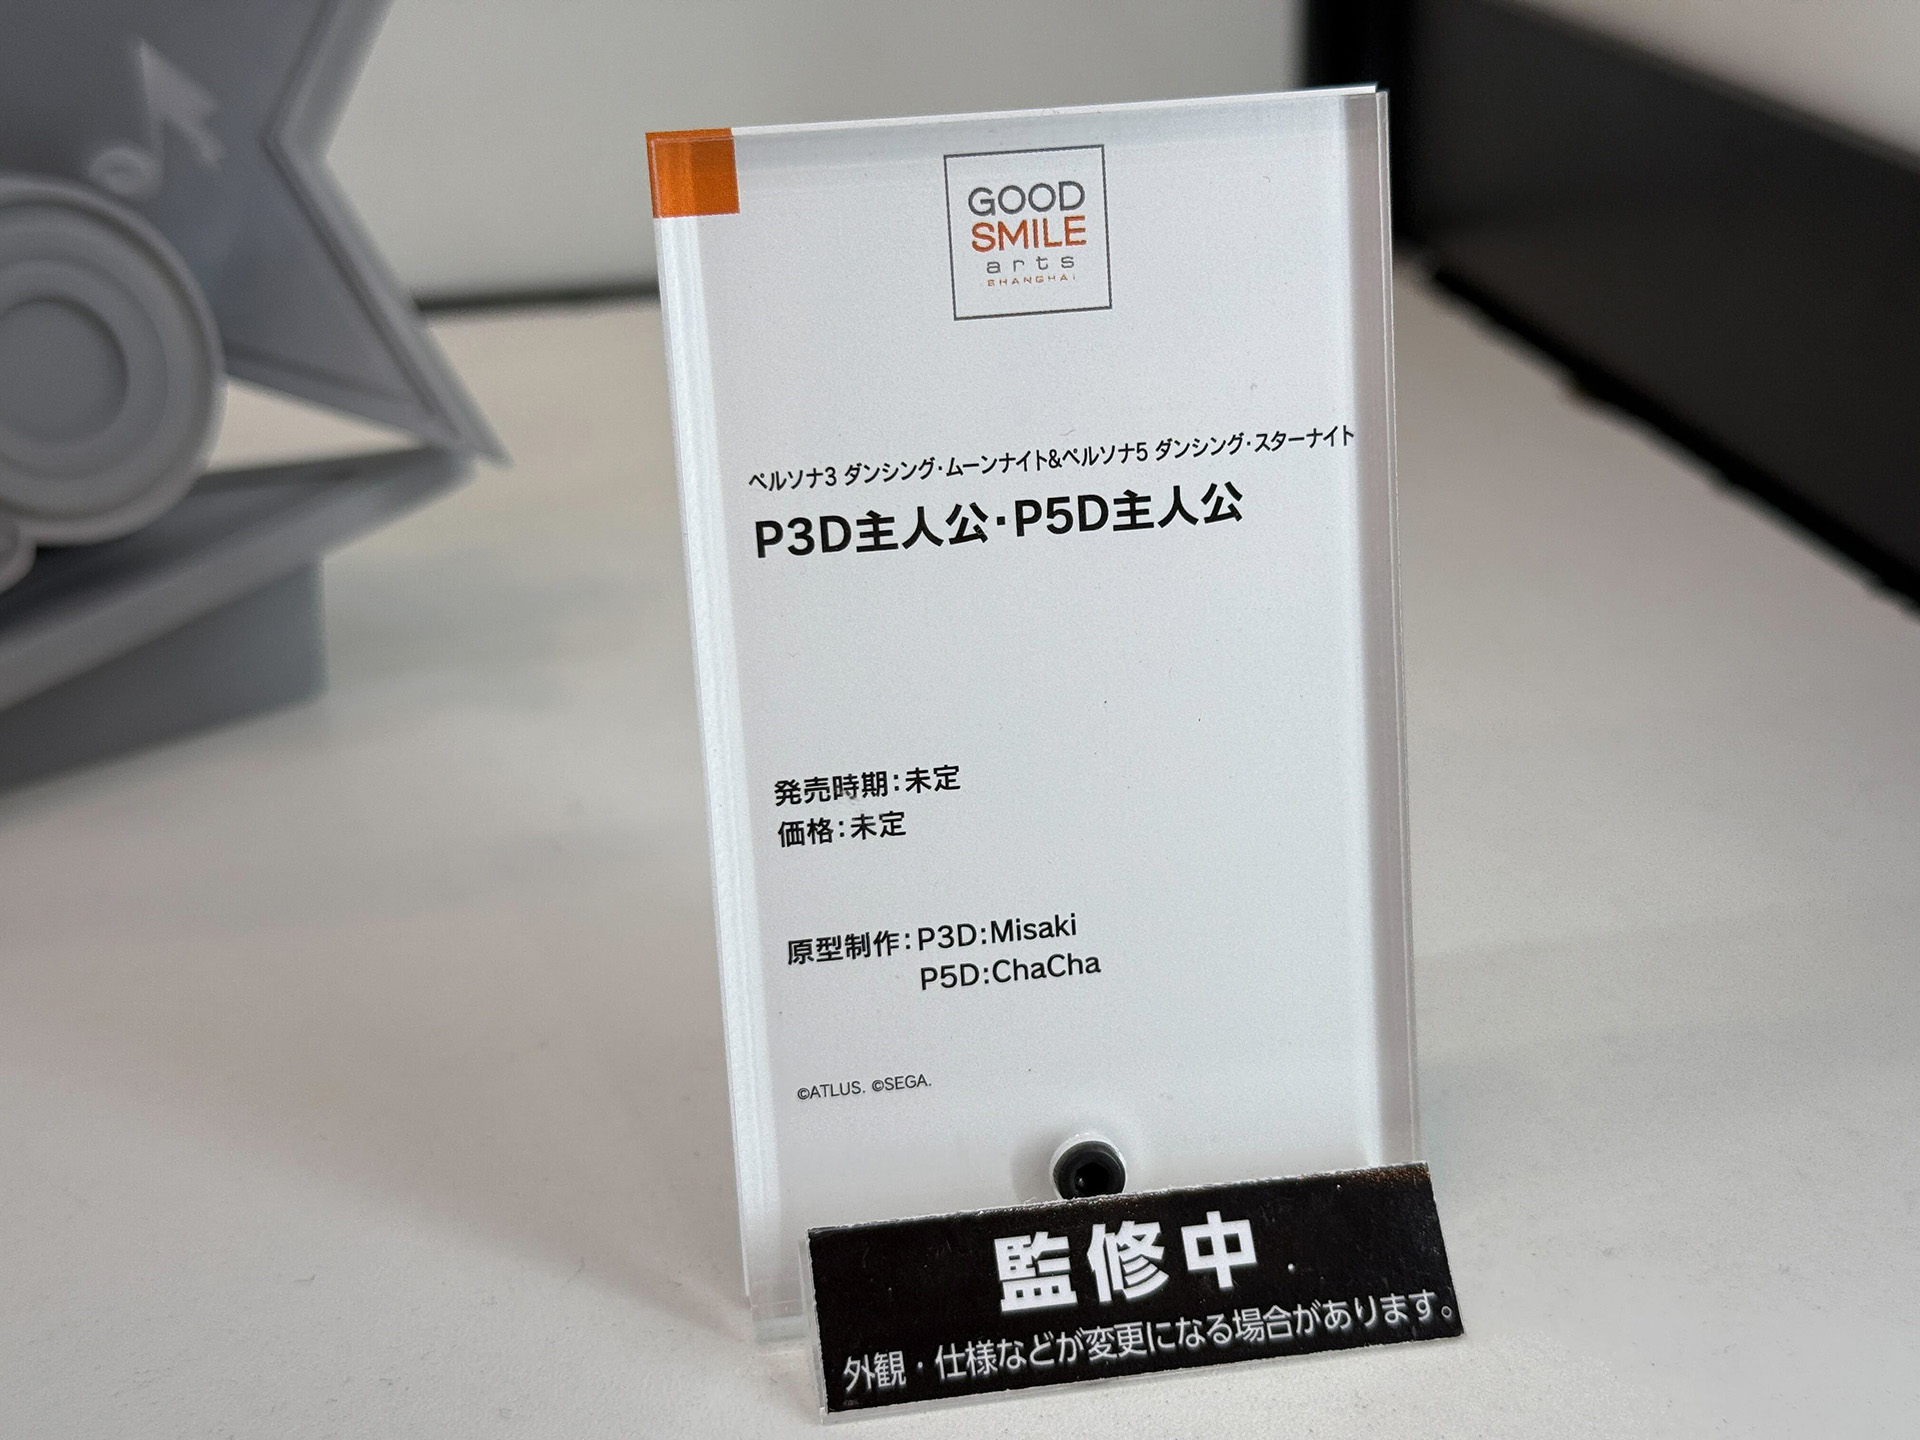 GOOD
SMILE
arts
SHANGHAI
ペルソナ3 ダンシング・ムーンナイト&ペルソナ5 ダンシング・スターナイト
P3D主人公・P5D主人公
発売時期：未定
価格：未定
原型制作：P3D:Misaki
P5D:ChaCha
©ATLUS. ©SEGA.
監修中
外観・仕様などが変更になる場合があります。